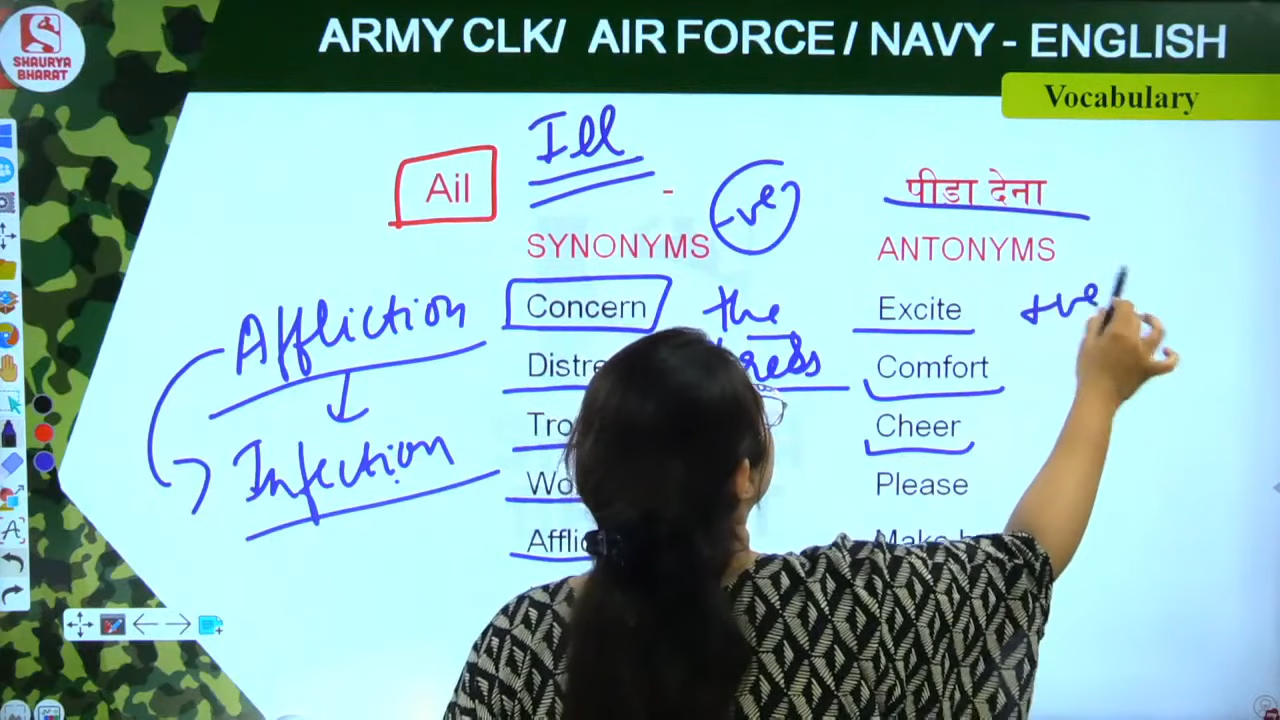 SHAURYA
BHARAT
ARMY CLK/ AIR FORCE / NAVY - ENGLISH
Vocabulary
Ill
Ail - -ve पीडा देना
SYNONYMS ANTONYMS
Affliction Concern the Excite +ve
Comfort
Cheer
Infection Please